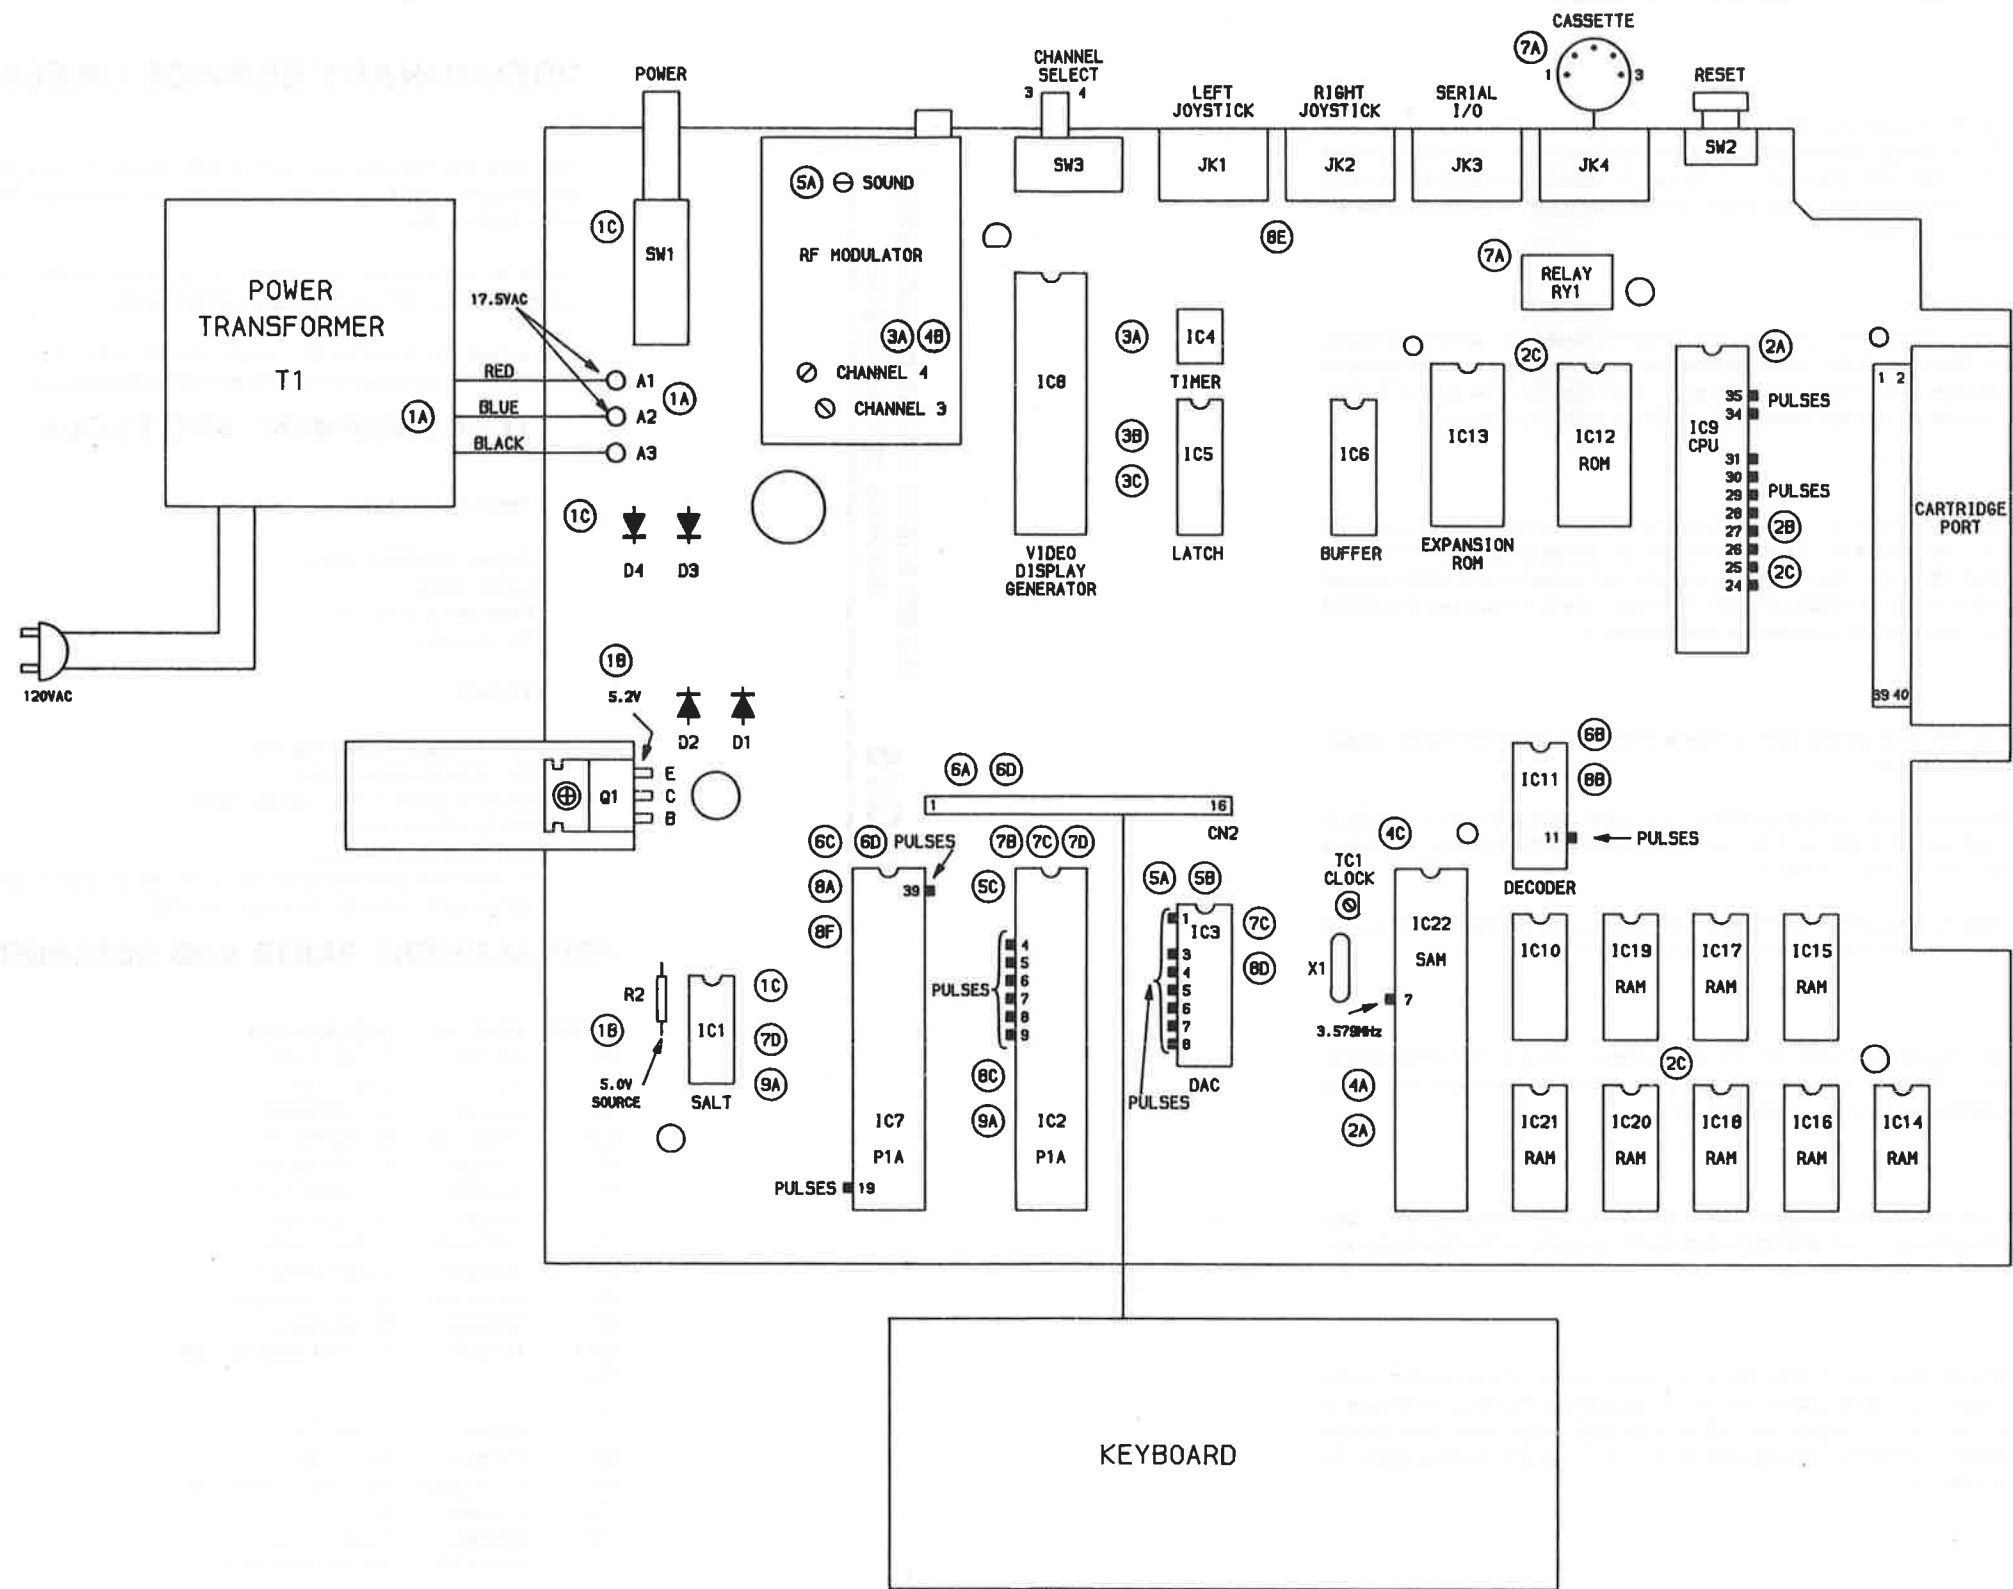 CASSETTE
7A
1 3
POWER
CHANNEL
SELECT
3 4
LEFT
JOYSTICK
RIGHT
JOYSTICK
SERIAL
I/O
RESET
SW3
JK1
JK2
JK3
JK4
SW2
5A SOUND
1C
SW1
RF MODULATOR
8E
7A
RELAY
RY1
POWER
TRANSFORMER
T1
17.5VAC
3A 4B
CHANNEL 4
CHANNEL 3
RED
BLUE
BLACK
1A
A1
A2
A3
1A
IC8
VIDEO
DISPLAY
GENERATOR
3A
IC4
TIMER
3B
3C
IC5
LATCH
IC6
BUFFER
2C
IC13
EXPANSION
ROM
IC12
ROM
2A
IC9
CPU
35
34
31
30
29
28
27
26
25
24
PULSES
PULSES
2B
2C
1 2
39 40
CARTRIDGE
PORT
1C
D4
D3
120VAC
1B
5.2V
D2
D1
Q1
E
C
B
6A 6D
1 16
CN2
6B
8B
IC11
11
PULSES
DECODER
6C 6D PULSES
8A
8F
39
IC7
P1A
PULSES 19
7B 7C 7D
5C
4
5
6
7
8
9
PULSES
8C
9A
IC2
P1A
5A 5B
1
3
4
5
6
7
8
IC3
DAC
PULSES
7C
8D
TC1
CLOCK
X1
4C
IC22
SAM
7
3.579MHz
4A
2A
R2
1B
5.0V
SOURCE
IC1
SALT
1C
7D
9A
IC10
IC19
RAM
IC17
RAM
IC15
RAM
2C
IC21
RAM
IC20
RAM
IC18
RAM
IC16
RAM
IC14
RAM
KEYBOARD